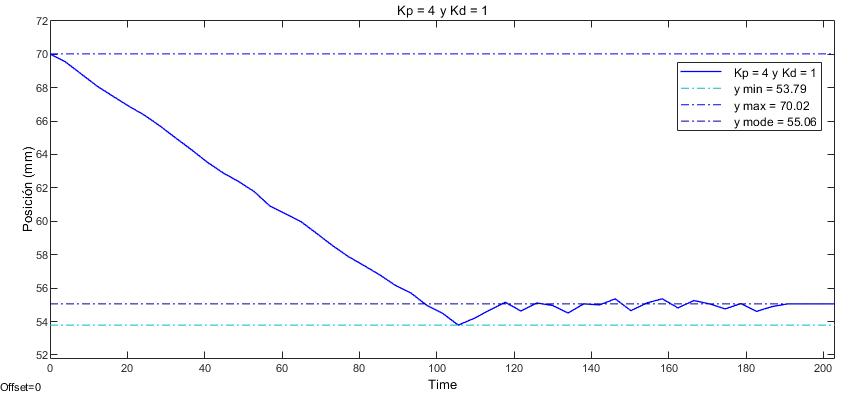 Kp = 4 y Kd = 1
72
70
68
66
64
62
60
58
56
54
52
Posición (mm)
Kp = 4 y Kd = 1
y min = 53.79
y max = 70.02
y mode = 55.06
0 20 40 60 80 100 120 140 160 180 200
Time
Offset=0